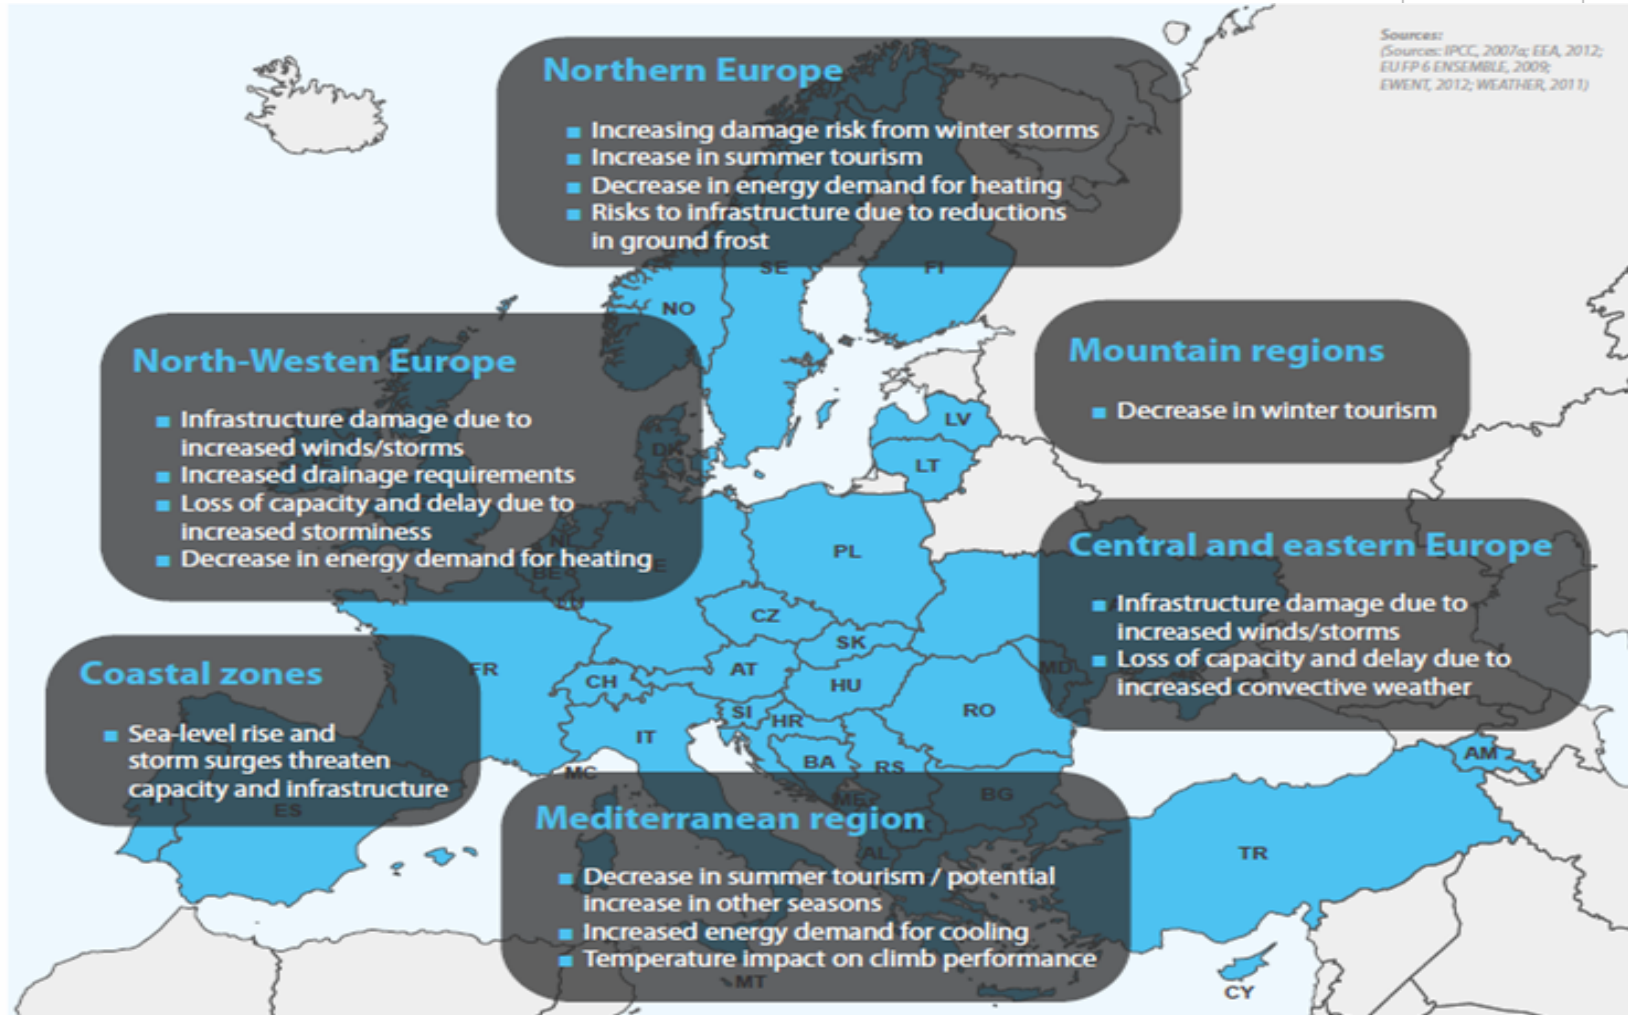 Sources:
(Sources: IPCC, 2007a; EEA, 2012;
EU FP 6 ENSEMBLE, 2009;
EWENT, 2012; WEATHER, 2011)
Northern Europe
Increasing damage risk from winter storms
Increase in summer tourism
Decrease in energy demand for heating
Risks to infrastructure due to reductions
in ground frost
SE
FI
NO
North-Westen Europe
Infrastructure damage due to
increased winds/storms
Increased drainage requirements
Loss of capacity and delay due to
increased storminess
Decrease in energy demand for heating
Mountain regions
Decrease in winter tourism
LV
LT
Central and eastern Europe
Infrastructure damage due to
increased winds/storms
Loss of capacity and delay due to
increased convective weather
PL
BE
CZ
SK
MD
Coastal zones
Sea-level rise and
storm surges threaten
capacity and infrastructure
FR
CH
AT
HU
SI
HR
RO
IT
BA
RS
AM
MC
ES
BG
Mediterranean region
Decrease in summer tourism / potential
increase in other seasons
Increased energy demand for cooling
Temperature impact on climb performance
AL
TR
MT
CY